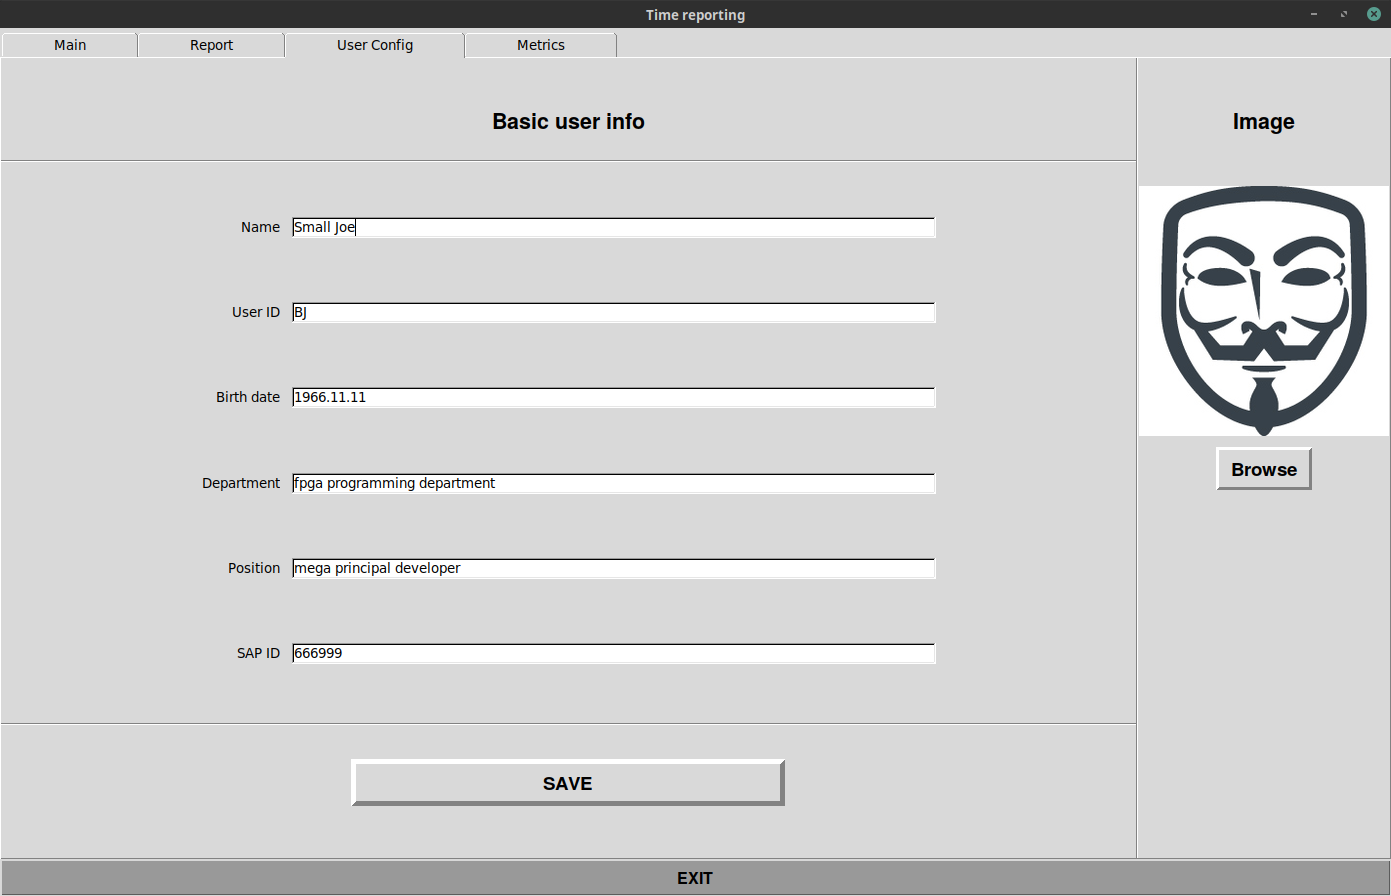 Time reporting
Main Report User Config Metrics
Basic user info
Image
Name Small Joe
User ID BJ
Birth date 1966.11.11
Browse
Department fpga programming department
Position mega principal developer
SAP ID 666999
SAVE
EXIT